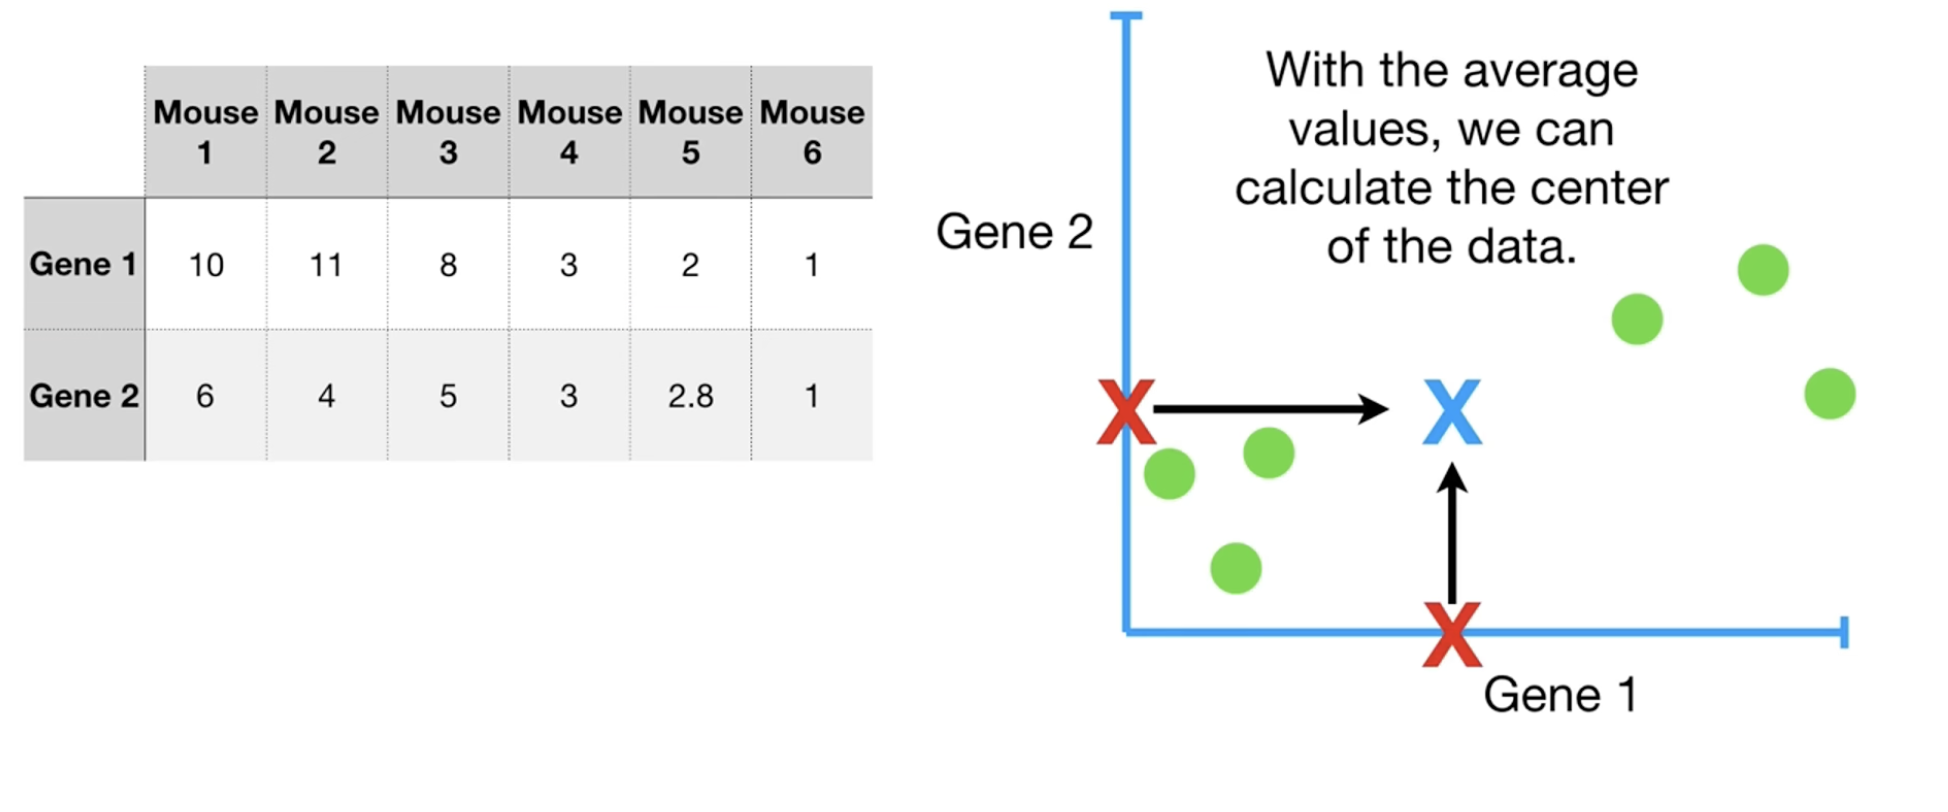 Mouse 1 Mouse 2 Mouse 3 Mouse 4 Mouse 5 Mouse 6
Gene 1 10 11 8 3 2 1
Gene 2 6 4 5 3 2.8 1
With the average
values, we can
calculate the center
of the data.
Gene 2
X X
X
Gene 1